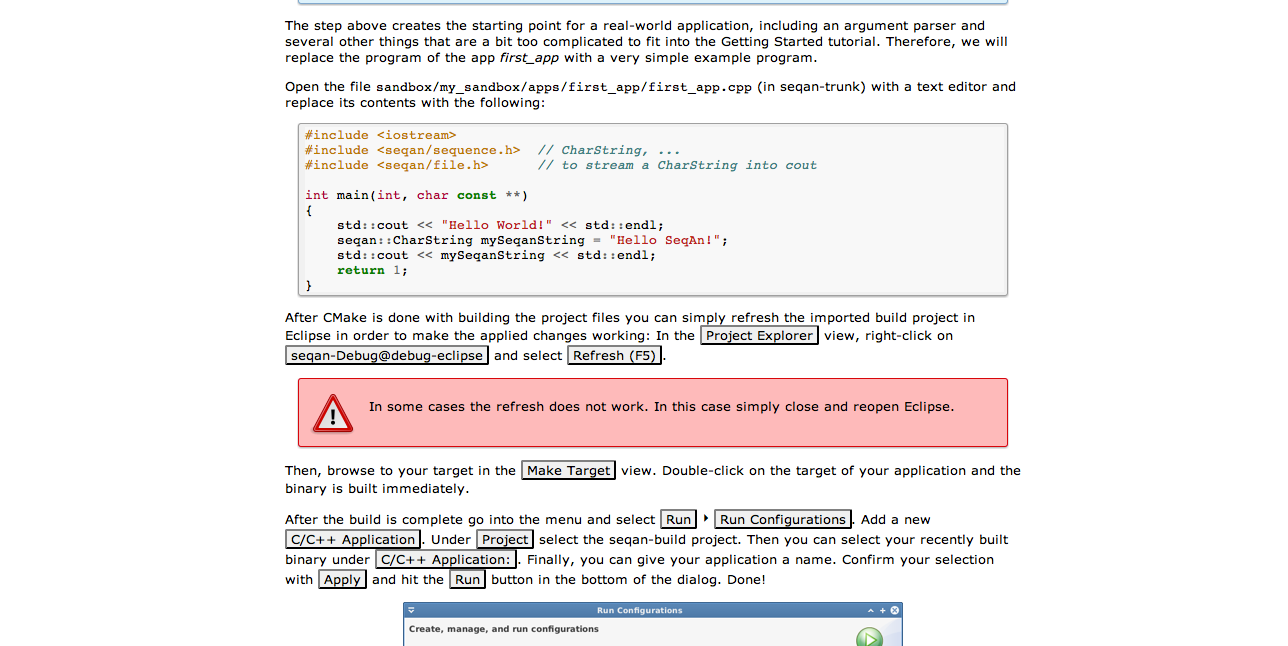 The step above creates the starting point for a real-world application, including an argument parser and
several other things that are a bit too complicated to fit into the Getting Started tutorial. Therefore, we will
replace the program of the app first_app with a very simple example program.
Open the file sandbox/my_sandbox/apps/first_app/first_app.cpp (in seqan-trunk) with a text editor and
replace its contents with the following:
#include <iostream>
#include <seqan/sequence.h>  // CharString, ...
#include <seqan/file.h>      // to stream a CharString into cout
int main(int, char const **)
{
    std::cout << "Hello World!" << std::endl;
    seqan::CharString mySeqanString = "Hello SeqAn!";
    std::cout << mySeqanString << std::endl;
    return 1;
}
After CMake is done with building the project files you can simply refresh the imported build project in
Eclipse in order to make the applied changes working: In the Project Explorer view, right-click on
seqan-Debug@debug-eclipse and select Refresh (F5).
In some cases the refresh does not work. In this case simply close and reopen Eclipse.
Then, browse to your target in the Make Target view. Double-click on the target of your application and the
binary is built immediately.
After the build is complete go into the menu and select Run ‣ Run Configurations. Add a new
C/C++ Application. Under Project select the seqan-build project. Then you can select your recently built
binary under C/C++ Application:. Finally, you can give your application a name. Confirm your selection
with Apply and hit the Run button in the bottom of the dialog. Done!
Run Configurations
Create, manage, and run configurations